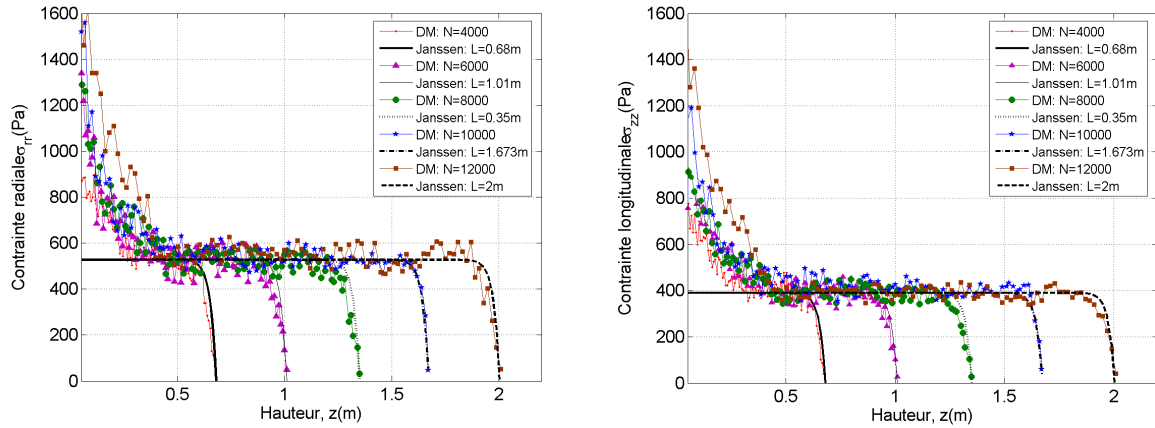 1600
1400
1200
1000
800
600
400
200
0
0.5
1
1.5
2
Contrainte radialeσrr(Pa)
Hauteur, z(m)
DM: N=4000
Janssen: L=0.68m
DM: N=6000
Janssen: L=1.01m
DM: N=8000
Janssen: L=0.35m
DM: N=10000
Janssen: L=1.673m
DM: N=12000
Janssen: L=2m
1600
1400
1200
1000
800
600
400
200
0
0.5
1
1.5
2
Contrainte longitudinaleσzz(Pa)
Hauteur, z(m)
DM: N=4000
Janssen: L=0.68m
DM: N=6000
Janssen: L=1.01m
DM: N=8000
Janssen: L=0.35m
DM: N=10000
Janssen: L=1.673m
DM: N=12000
Janssen: L=2m